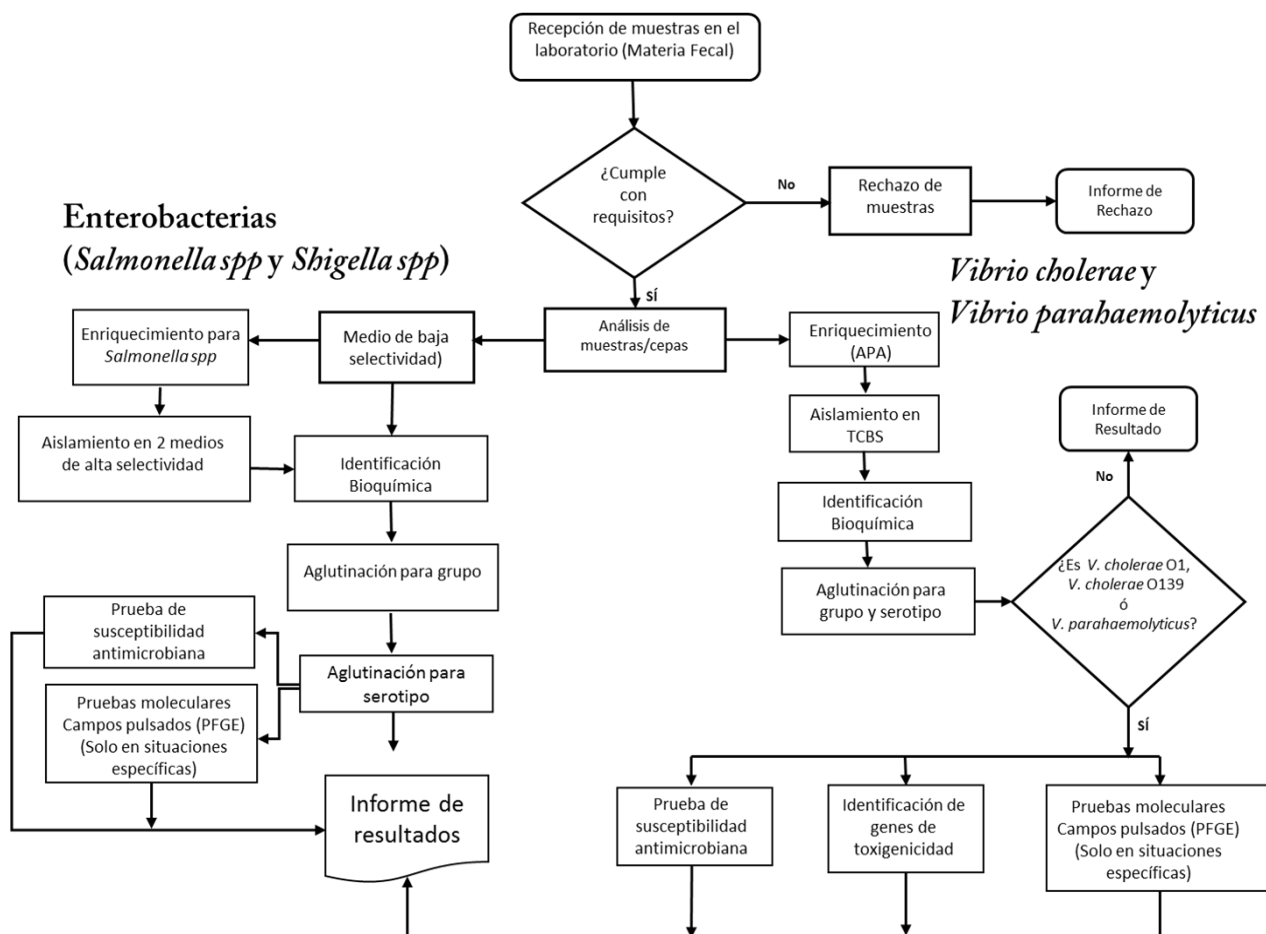 Recepción de muestras en el
laboratorio (Materia Fecal)
¿Cumple
con
requisitos?
No
Rechazo de
muestras
Informe de
Rechazo
SÍ
Enterobacterias
(Salmonella spp y Shigella spp)
Vibrio cholerae y
Vibrio parahaemolyticus
Análisis de
muestras/cepas
Medio de baja
selectividad)
Enriquecimiento para
Salmonella spp
Aislamiento en 2 medios
de alta selectividad
Identificación
Bioquímica
Aglutinación para grupo
Aglutinación para
serotipo
Prueba de
susceptibilidad
antimicrobiana
Pruebas moleculares
Campos pulsados (PFGE)
(Solo en situaciones
específicas)
Informe de
resultados
Enriquecimiento
(APA)
Aislamiento en
TCBS
Identificación
Bioquímica
Aglutinación para
grupo y serotipo
¿Es V. cholerae O1,
V. cholerae O139
ó
V. parahaemolyticus?
No
Informe de
Resultado
SÍ
Prueba de
susceptibilidad
antimicrobiana
Identificación de
genes de
toxigenicidad
Pruebas moleculares
Campos pulsados (PFGE)
(Solo en situaciones
específicas)